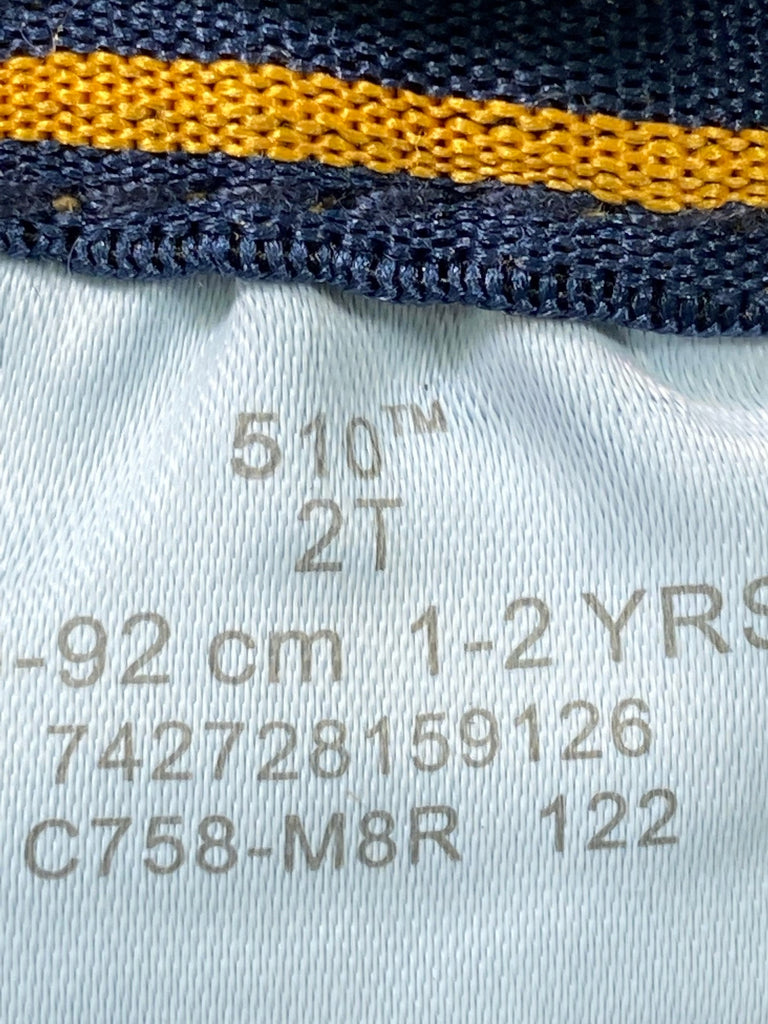 510™
2T
-92 cm 1-2 YRS
742728159126
C758-M8R 122